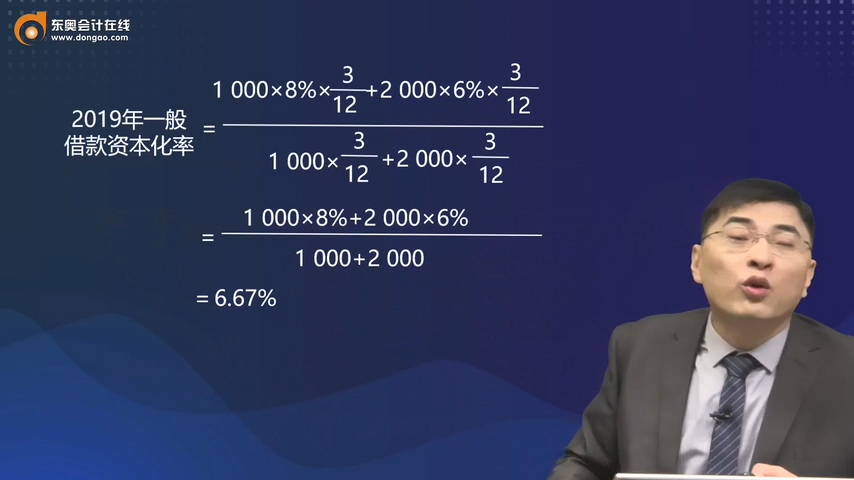 东奥会计在线
www.dongao.com
1 000×8%×3/12+2 000×6%×3/12
2019年一般
借款资本化率
=
1 000×3/12+2 000×3/12
1 000×8%+2 000×6%
=
1 000+2 000
=6.67%